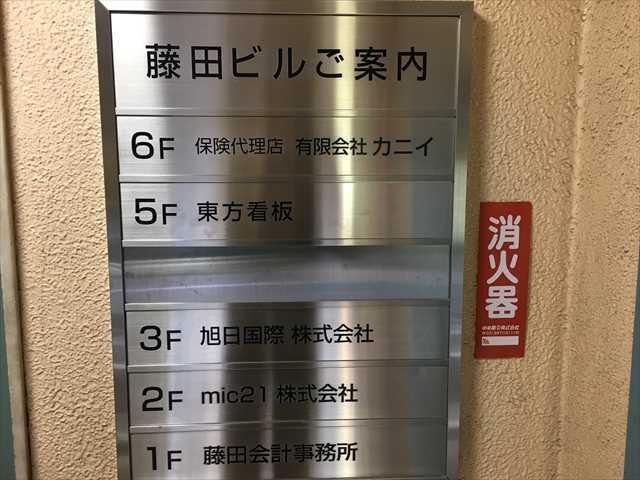 藤田ビルご案内
6F 保険代理店 有限会社 カニイ
5F 東方看板
3F 旭日国際 株式会社
2F mic21 株式会社
1F 藤田会計事務所
消火器